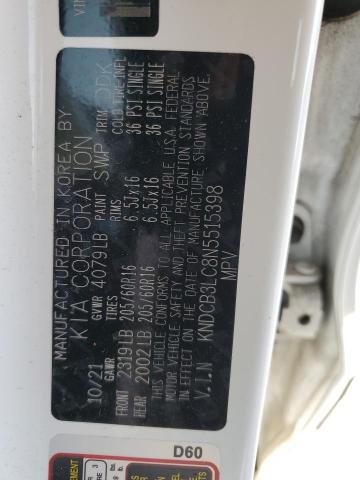 MANUFACTURED IN KOREA BY
KIA CORPORATION
10/21 GVWR 4079LB PAINT SWP TRIM DDK
GAWR TIRES RIMS COLD TIRE INFL
FRONT 2319LB 205/60R16 6.5JX16 36 PSI SINGLE
REAR 2002LB 205/60R16 6.5JX16 36 PSI SINGLE
THIS VEHICLE CONFORMS TO ALL APPLICABLE U.S.A. FEDERAL
MOTOR VEHICLE SAFETY AND THEFT PREVENTION STANDARDS
IN EFFECT ON THE DATE OF MANUFACTURE SHOWN ABOVE.
V.I.N KNDCB3LC8N5515398
MPV
VIN
D60